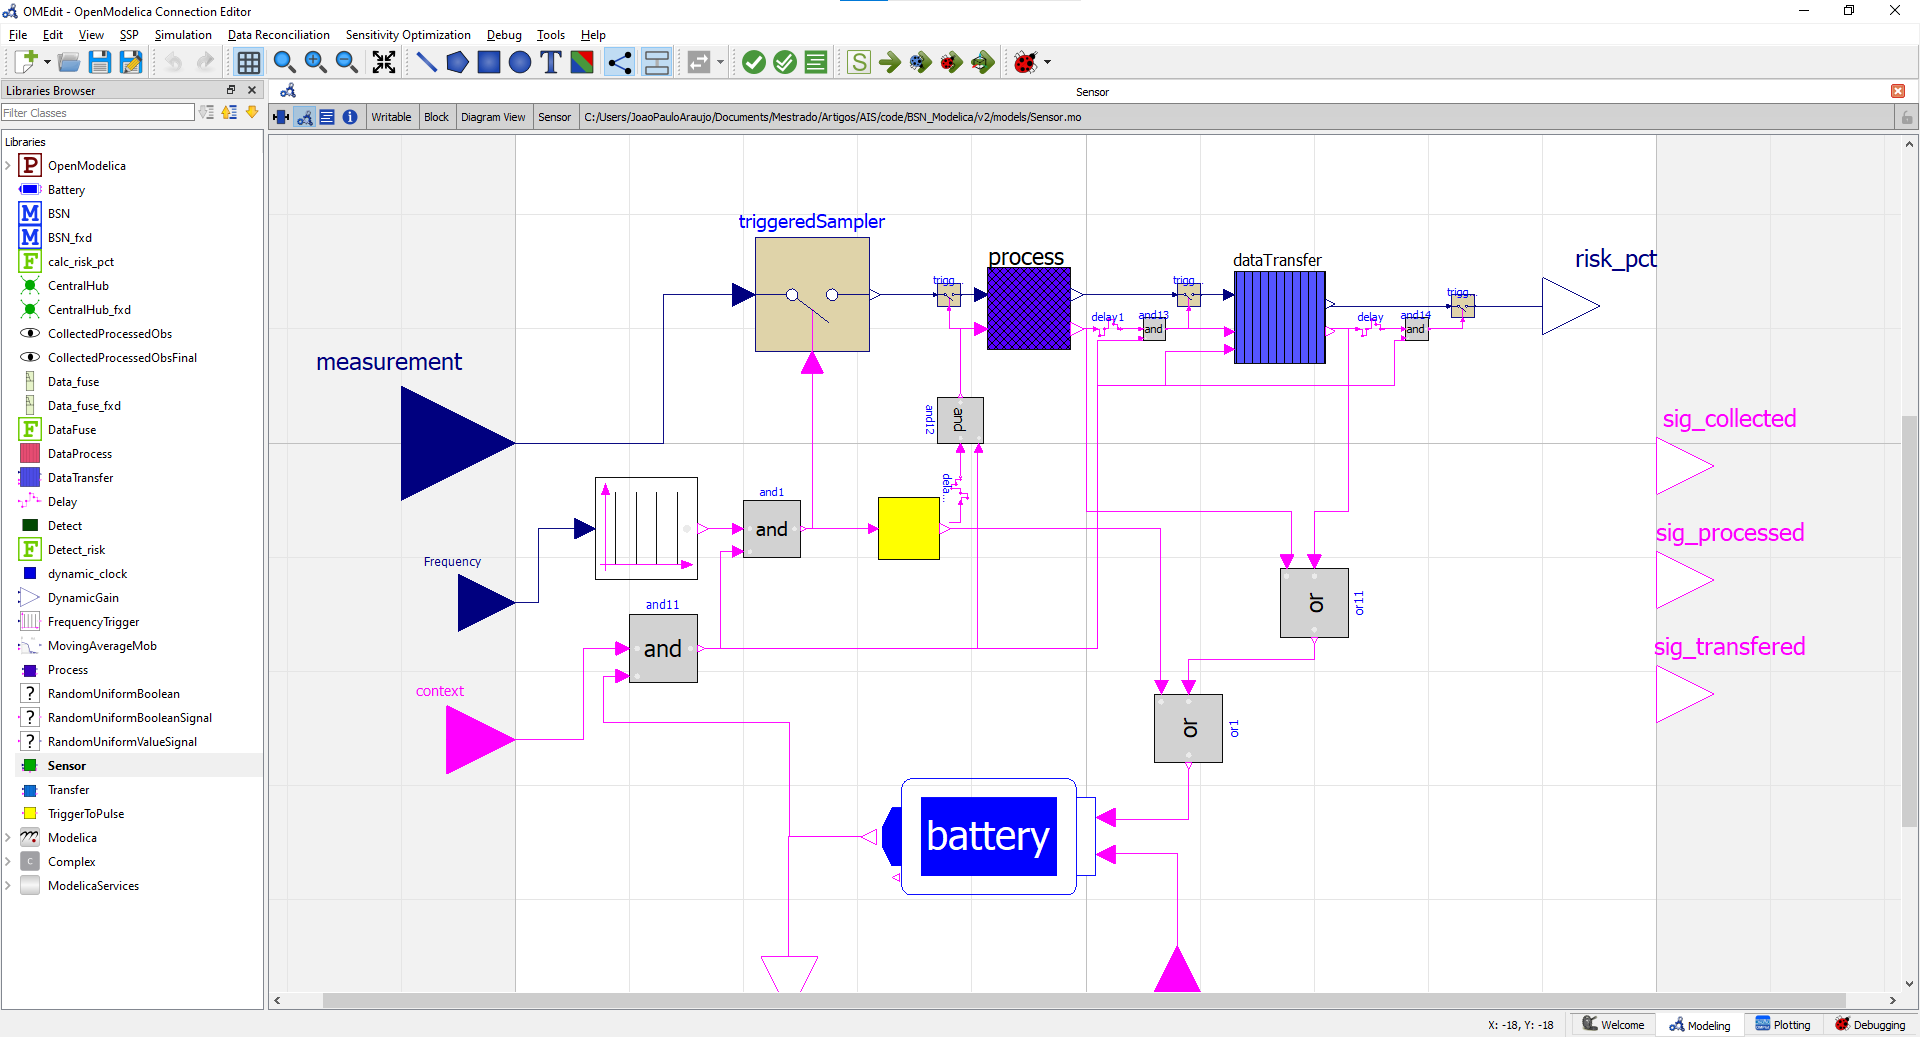 OMEdit - OpenModelica Connection Editor
File Edit View SSP Simulation Data Reconciliation Sensitivity Optimization Debug Tools Help
Libraries Browser
Sensor
Filter Classes
Writable Block Diagram View Sensor C:/Users/JoaoPauloAraujo/Documents/Mestrado/Artigos/AIS/code/BSN_Modelica/v2/models/Sensor.mo
Libraries
OpenModelica
Battery
BSN
BSN_fxd
calc_risk_pct
CentralHub
CentralHub_fxd
CollectedProcessedObs
CollectedProcessedObsFinal
Data_fuse
Data_fuse_fxd
DataFuse
DataProcess
DataTransfer
Delay
Detect
Detect_risk
dynamic_clock
DynamicGain
FrequencyTrigger
MovingAverageMob
Process
RandomUniformBoolean
RandomUniformBooleanSignal
RandomUniformValueSignal
Sensor
Transfer
TriggerToPulse
Modelica
Complex
ModelicaServices
triggeredSampler
process
dataTransfer
risk_pct
trigg...
trigg...
trigg...
delay1
and13
and
delay
and14
and
measurement
and12
and
sig_collected
dela...
and1
and
sig_processed
Frequency
and11
and
or
or11
sig_transfered
context
or
or1
battery
X: -18, Y: -18
Welcome Modeling Plotting Debugging